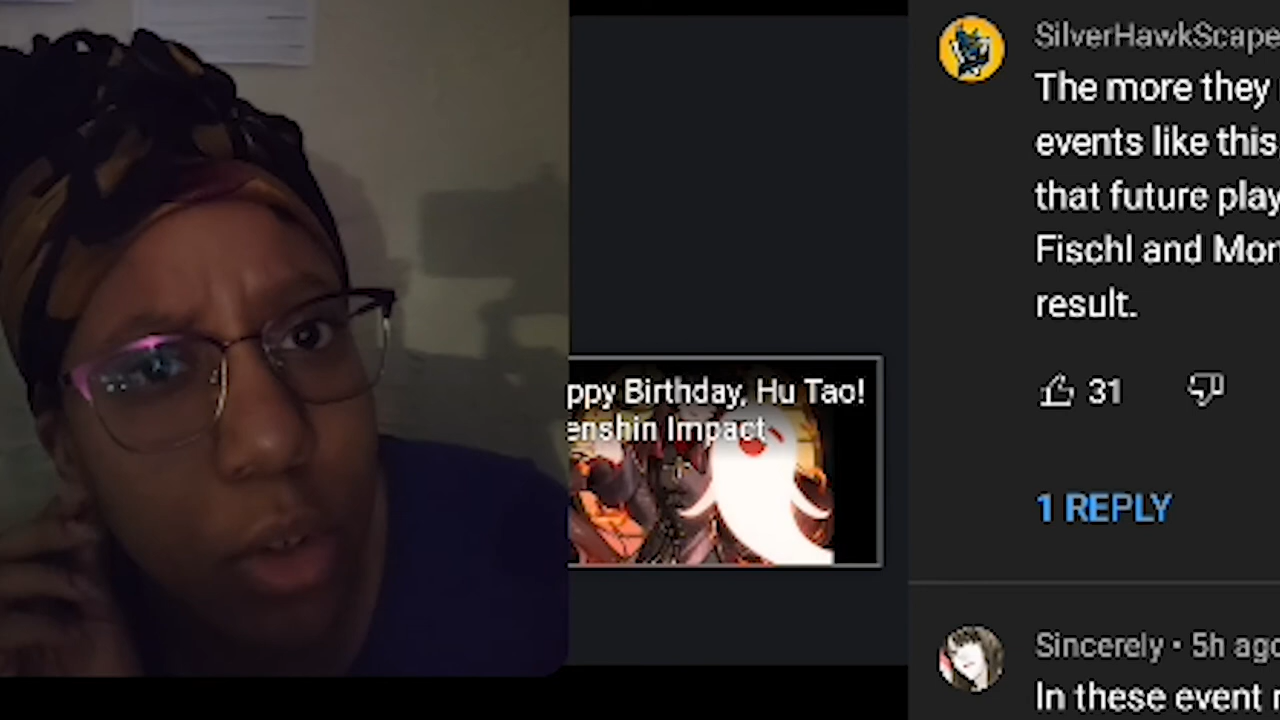 ppy Birthday, Hu Tao!
enshin Impact
SilverHawkScape
The more they
events like this
that future play
Fischl and Mor
result.
31
1 REPLY
Sincerely • 5h ago
In these event